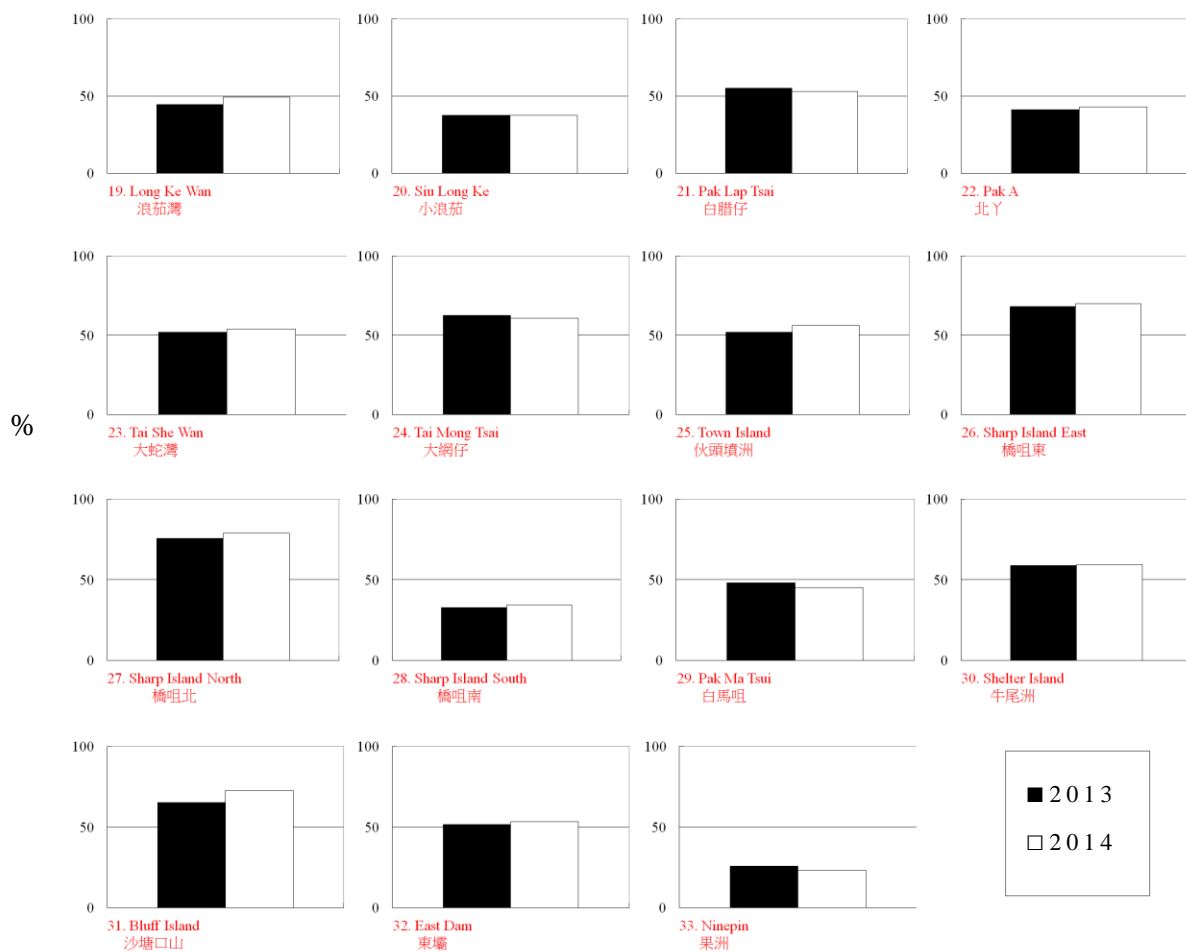 100
50
0
19. Long Ke Wan
浪茄灣
100
50
0
20. Siu Long Ke
小浪茄
100
50
0
21. Pak Lap Tsai
白腊仔
100
50
0
22. Pak A
北丫
%
100
50
0
23. Tai She Wan
大蛇灣
100
50
0
24. Tai Mong Tsai
大網仔
100
50
0
25. Town Island
伙頭墳洲
100
50
0
26. Sharp Island East
橋咀東
100
50
0
27. Sharp Island North
橋咀北
100
50
0
28. Sharp Island South
橋咀南
100
50
0
29. Pak Ma Tsui
白馬咀
100
50
0
30. Shelter Island
牛尾洲
100
50
0
31. Bluff Island
沙塘口山
100
50
0
32. East Dam
東壩
100
50
0
33. Ninepin
果洲
2013
2014